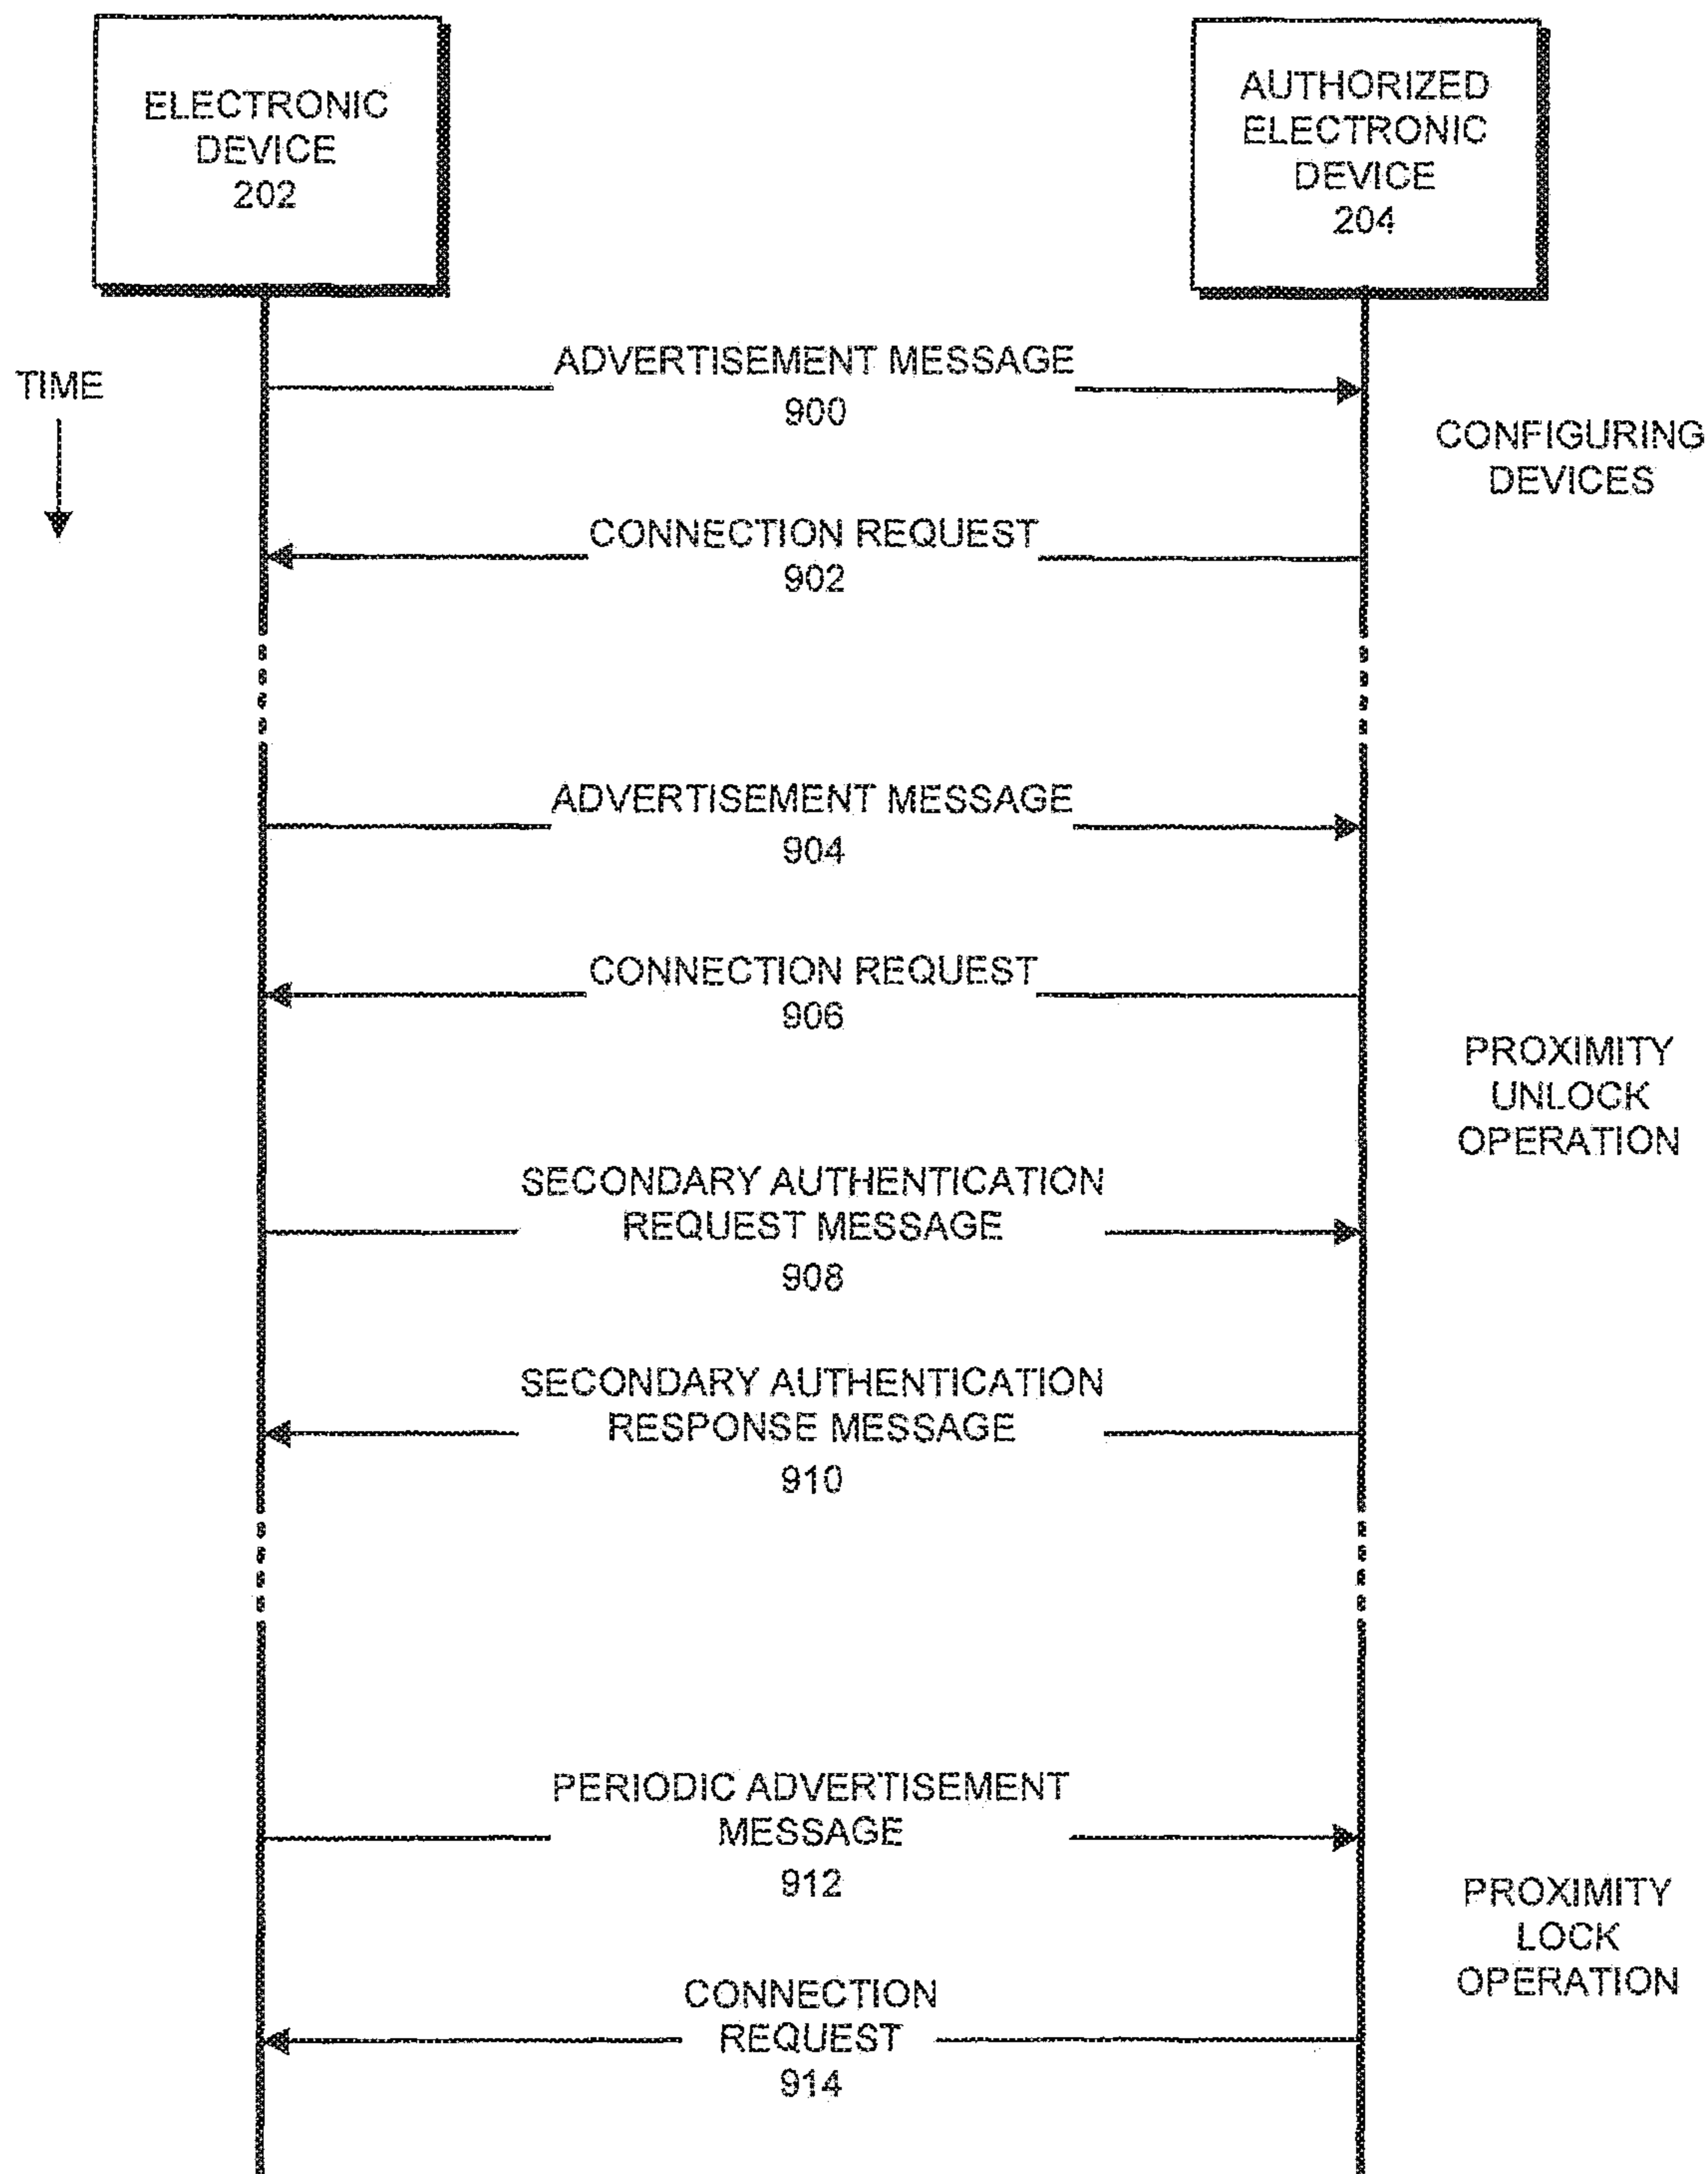 ELECTRONIC
DEVICE
202
AUTHORIZED
ELECTRONIC
DEVICE
204
TIME
ADVERTISEMENT MESSAGE
900
CONFIGURING
DEVICES
CONNECTION REQUEST
902
ADVERTISEMENT MESSAGE
904
CONNECTION REQUEST
906
PROXIMITY
UNLOCK
OPERATION
SECONDARY AUTHENTICATION
REQUEST MESSAGE
908
SECONDARY AUTHENTICATION
RESPONSE MESSAGE
910
PERIODIC ADVERTISEMENT
MESSAGE
912
PROXIMITY
LOCK
OPERATION
CONNECTION
REQUEST
914